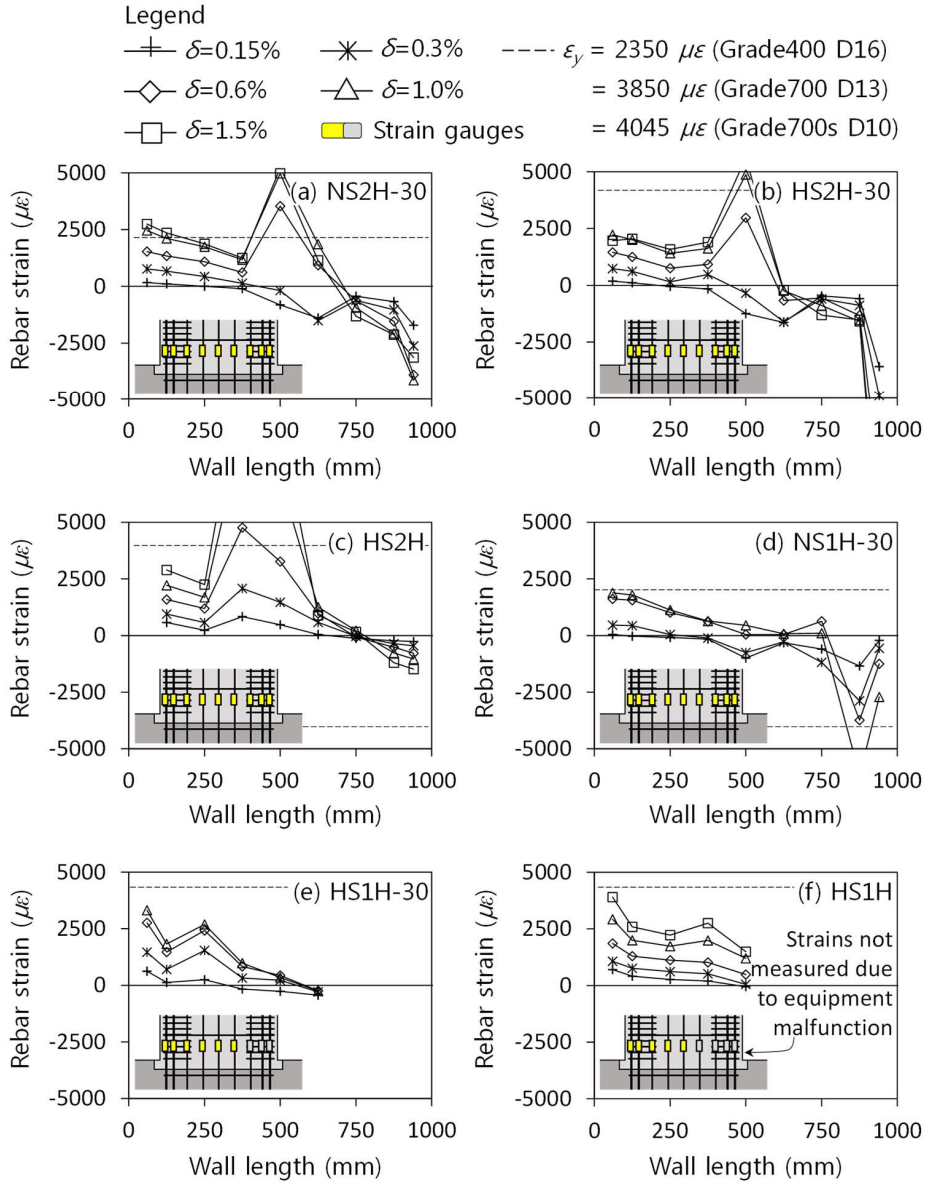 Legend
δ=0.15%
δ=0.3%
εy = 2350 με (Grade400 D16)
δ=0.6%
δ=1.0%
= 3850 με (Grade700 D13)
δ=1.5%
Strain gauges
= 4045 με (Grade700s D10)
(a) NS2H-30
Rebar strain (με)
5000
2500
0
-2500
-5000
0 250 500 750 1000
Wall length (mm)
(b) HS2H-30
Rebar strain (με)
5000
2500
0
-2500
-5000
0 250 500 750 1000
Wall length (mm)
(c) HS2H
Rebar strain (με)
5000
2500
0
-2500
-5000
0 250 500 750 1000
Wall length (mm)
(d) NS1H-30
Rebar strain (με)
5000
2500
0
-2500
-5000
0 250 500 750 1000
Wall length (mm)
(e) HS1H-30
Rebar strain (με)
5000
2500
0
-2500
-5000
0 250 500 750 1000
Wall length (mm)
(f) HS1H
Rebar strain (με)
5000
2500
0
-2500
-5000
Strains not
measured due
to equipment
malfunction
0 250 500 750 1000
Wall length (mm)